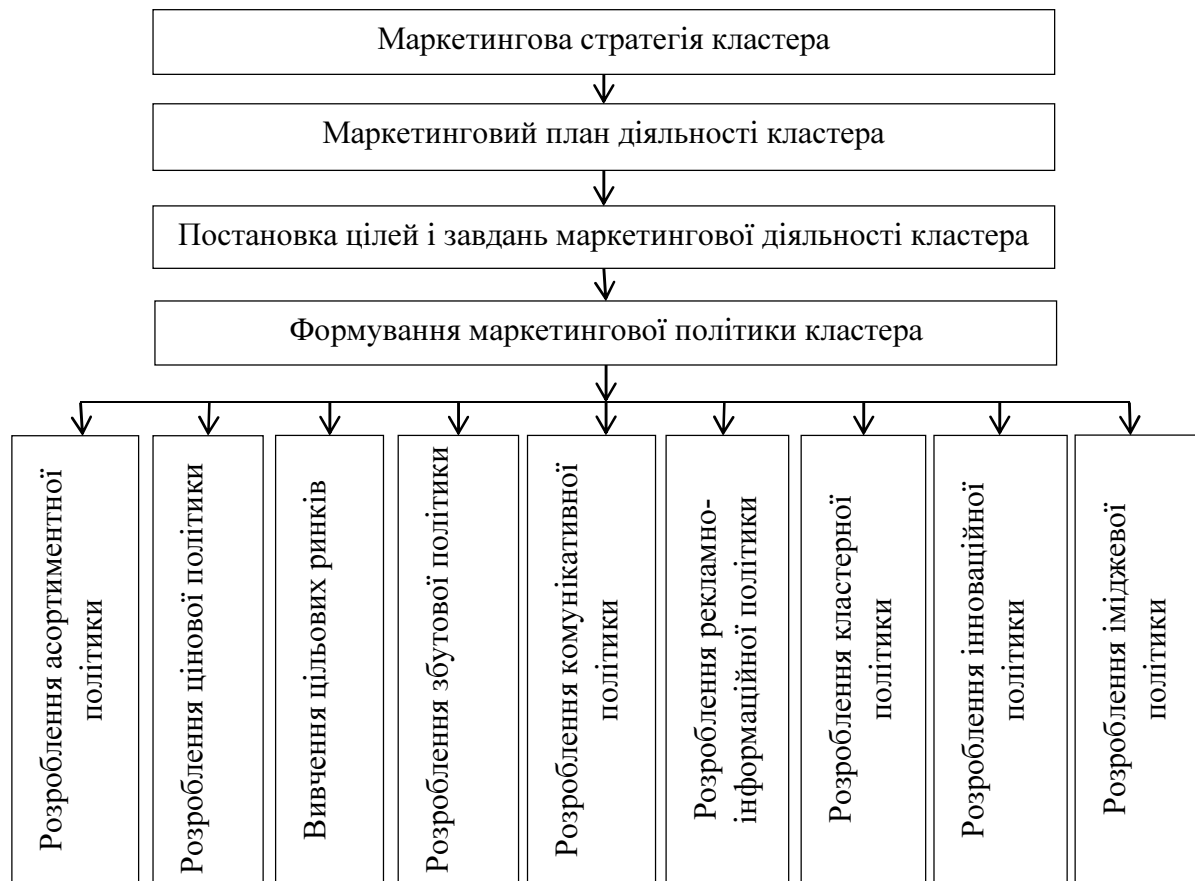 Маркетингова стратегія кластера
Маркетинговий план діяльності кластера
Постановка цілей і завдань маркетингової діяльності кластера
Формування маркетингової політики кластера
Розроблення асортиментної
політики
Розроблення цінової політики
Вивчення цільових ринків
Розроблення збутової політики
Розроблення комунікативної
політики
Розроблення рекламно-
інформаційної політики
Розроблення кластерної
політики
Розроблення інноваційної
політики
Розроблення іміджевої
політики